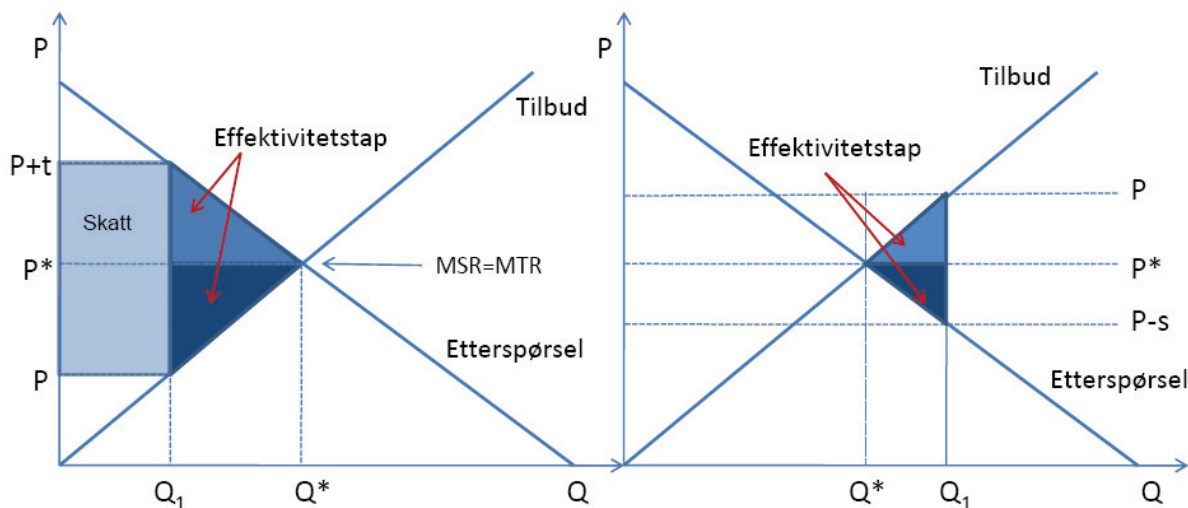 P
Tilbud
Effektivitetstap
P+t
Skatt
P*
MSR=MTR
Etterspørsel
P
Q₁
Q*
Q
P
Tilbud
Effektivitetstap
P
P*
P-s
Etterspørsel
Q*
Q₁
Q